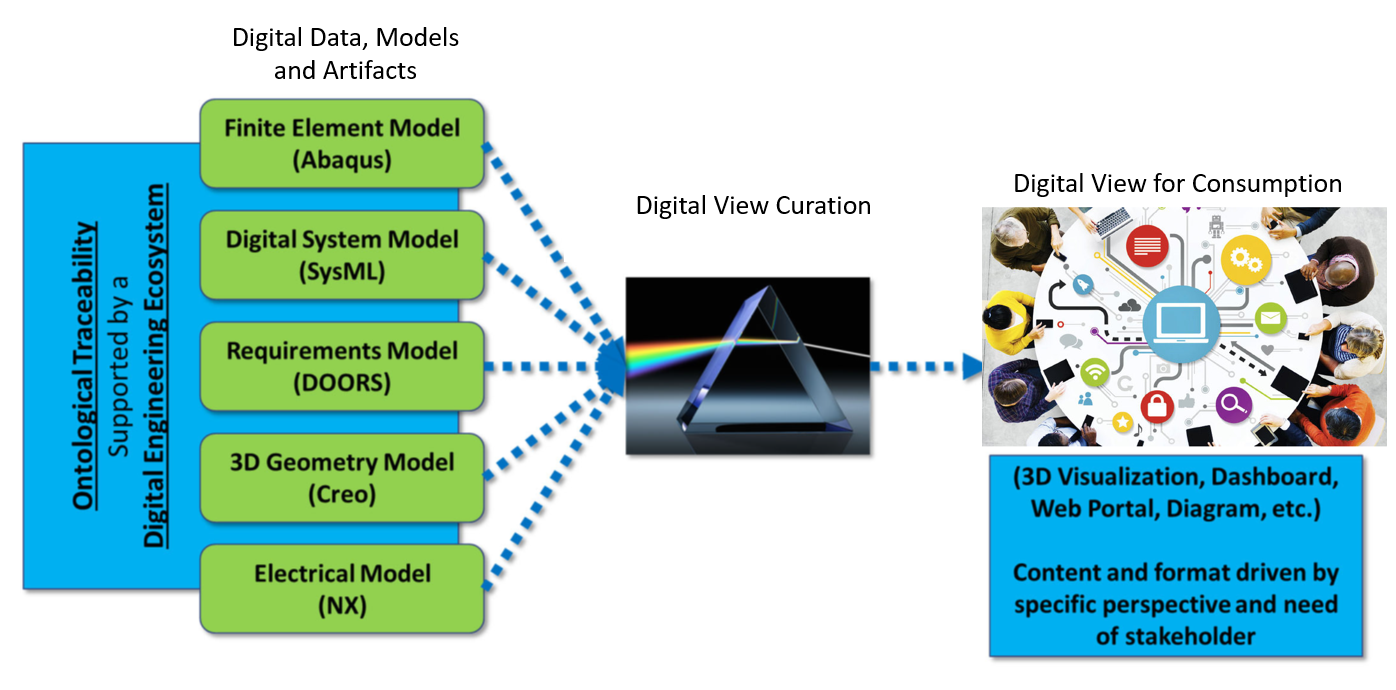 Digital Data, Models
and Artifacts
Finite Element Model
(Abaqus)
Digital System Model
(SysML)
Requirements Model
(DOORS)
3D Geometry Model
(Creo)
Electrical Model
(NX)
Ontological Traceability
Supported by a
Digital Engineering Ecosystem
Digital View Curation
Digital View for Consumption
(3D Visualization, Dashboard,
Web Portal, Diagram, etc.)
Content and format driven by
specific perspective and need
of stakeholder